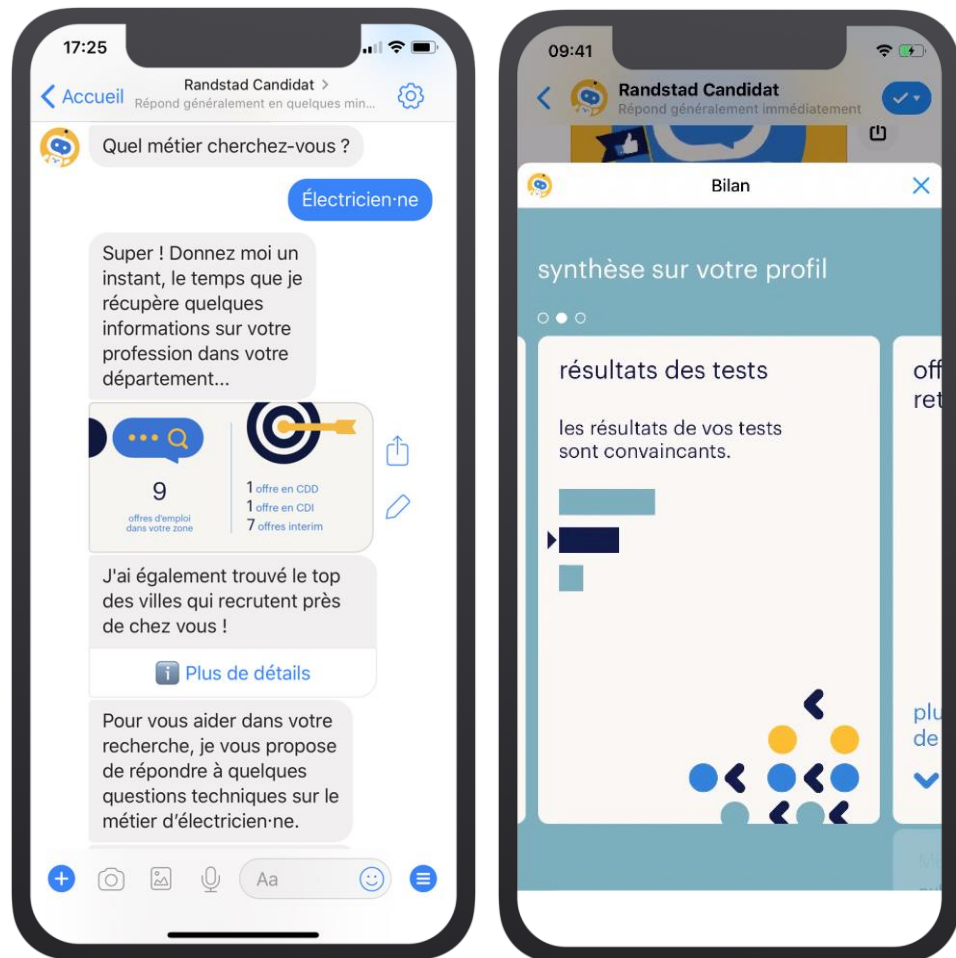 17:25
Accueil
Randstad Candidat >
Répond généralement en quelques min...
Quel métier cherchez-vous ?
Électricien·ne
Super ! Donnez moi un
instant, le temps que je
récupère quelques
informations sur votre
profession dans votre
département...
9
offres d'emploi
dans votre zone
1 offre en CDD
1 offre en CDI
7 offres interim
J'ai également trouvé le top
des villes qui recrutent près
de chez vous !
Plus de détails
Pour vous aider dans votre
recherche, je vous propose
de répondre à quelques
questions techniques sur le
métier d'électricien·ne.
Aa
09:41
Randstad Candidat
Répond généralement immédiatement
Bilan
synthèse sur votre profil
résultats des tests
les résultats de vos tests
sont convaincants.
off
ret
plu
de